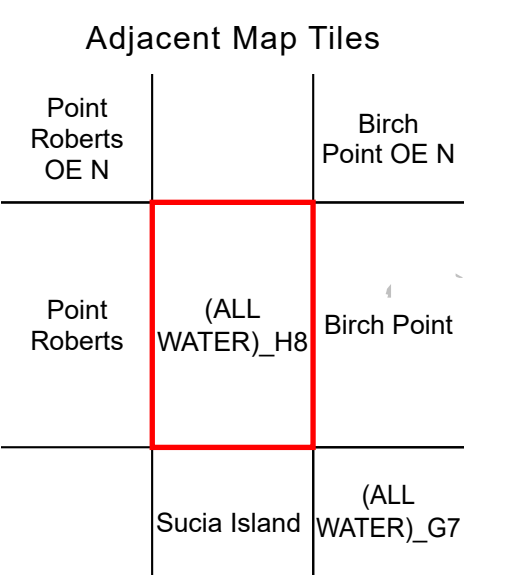 Adjacent Map Tiles
Point
Roberts
OE N
Birch
Point OE N
Point
Roberts
(ALL
WATER)_H8
Birch Point
Sucia Island
(ALL
WATER)_G7